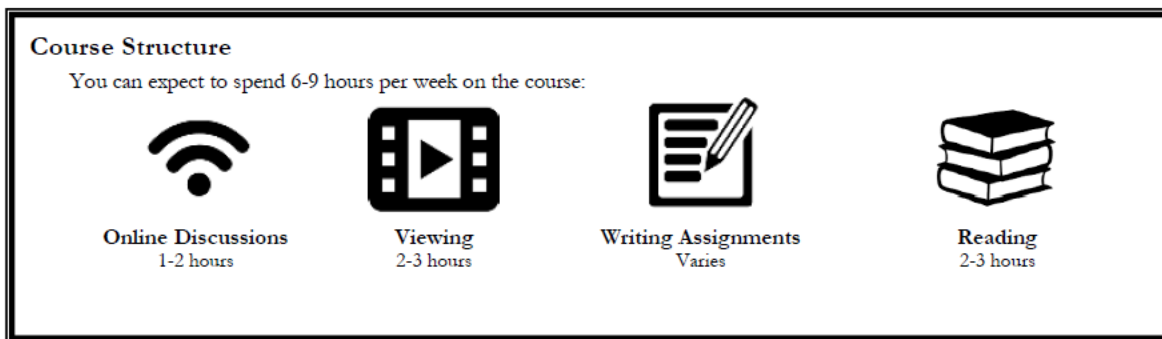 Course Structure
You can expect to spend 6-9 hours per week on the course:
Online Discussions
1-2 hours
Viewing
2-3 hours
Writing Assignments
Varies
Reading
2-3 hours